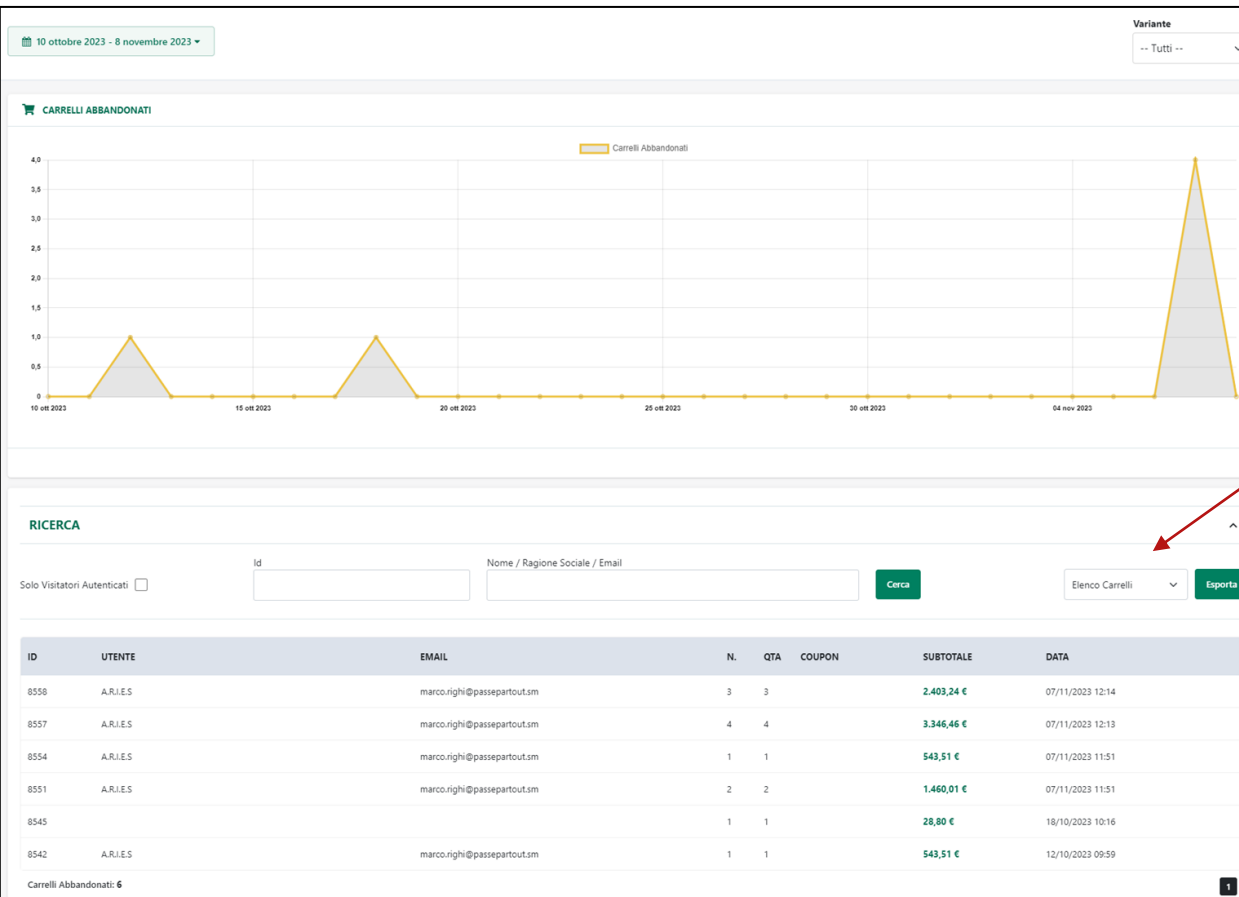 Variante
10 ottobre 2023 - 8 novembre 2023
-- Tutti --
CARRELLI ABBANDONATI
Carrelli Abbandonati
4,0
3,5
3,0
2,5
2,0
1,5
1,0
0,5
0
10 ott 2023 15 ott 2023 20 ott 2023 25 ott 2023 30 ott 2023 04 nov 2023
RICERCA
Id Nome / Ragione Sociale / Email
Solo Visitatori Autenticati Cerca Elenco Carrelli Esporta
ID UTENTE EMAIL N. QTA COUPON SUBTOTALE DATA
8558 A.R.I.E.S marco.righi@passepartout.sm 3 3 2.403,24 € 07/11/2023 12:14
8557 A.R.I.E.S marco.righi@passepartout.sm 4 4 3.346,46 € 07/11/2023 12:13
8554 A.R.I.E.S marco.righi@passepartout.sm 1 1 543,51 € 07/11/2023 11:51
8551 A.R.I.E.S marco.righi@passepartout.sm 2 2 1.460,01 € 07/11/2023 11:51
8545 1 1 28,80 € 18/10/2023 10:16
8542 A.R.I.E.S marco.righi@passepartout.sm 1 1 543,51 € 12/10/2023 09:59
Carrelli Abbandonati: 6 1